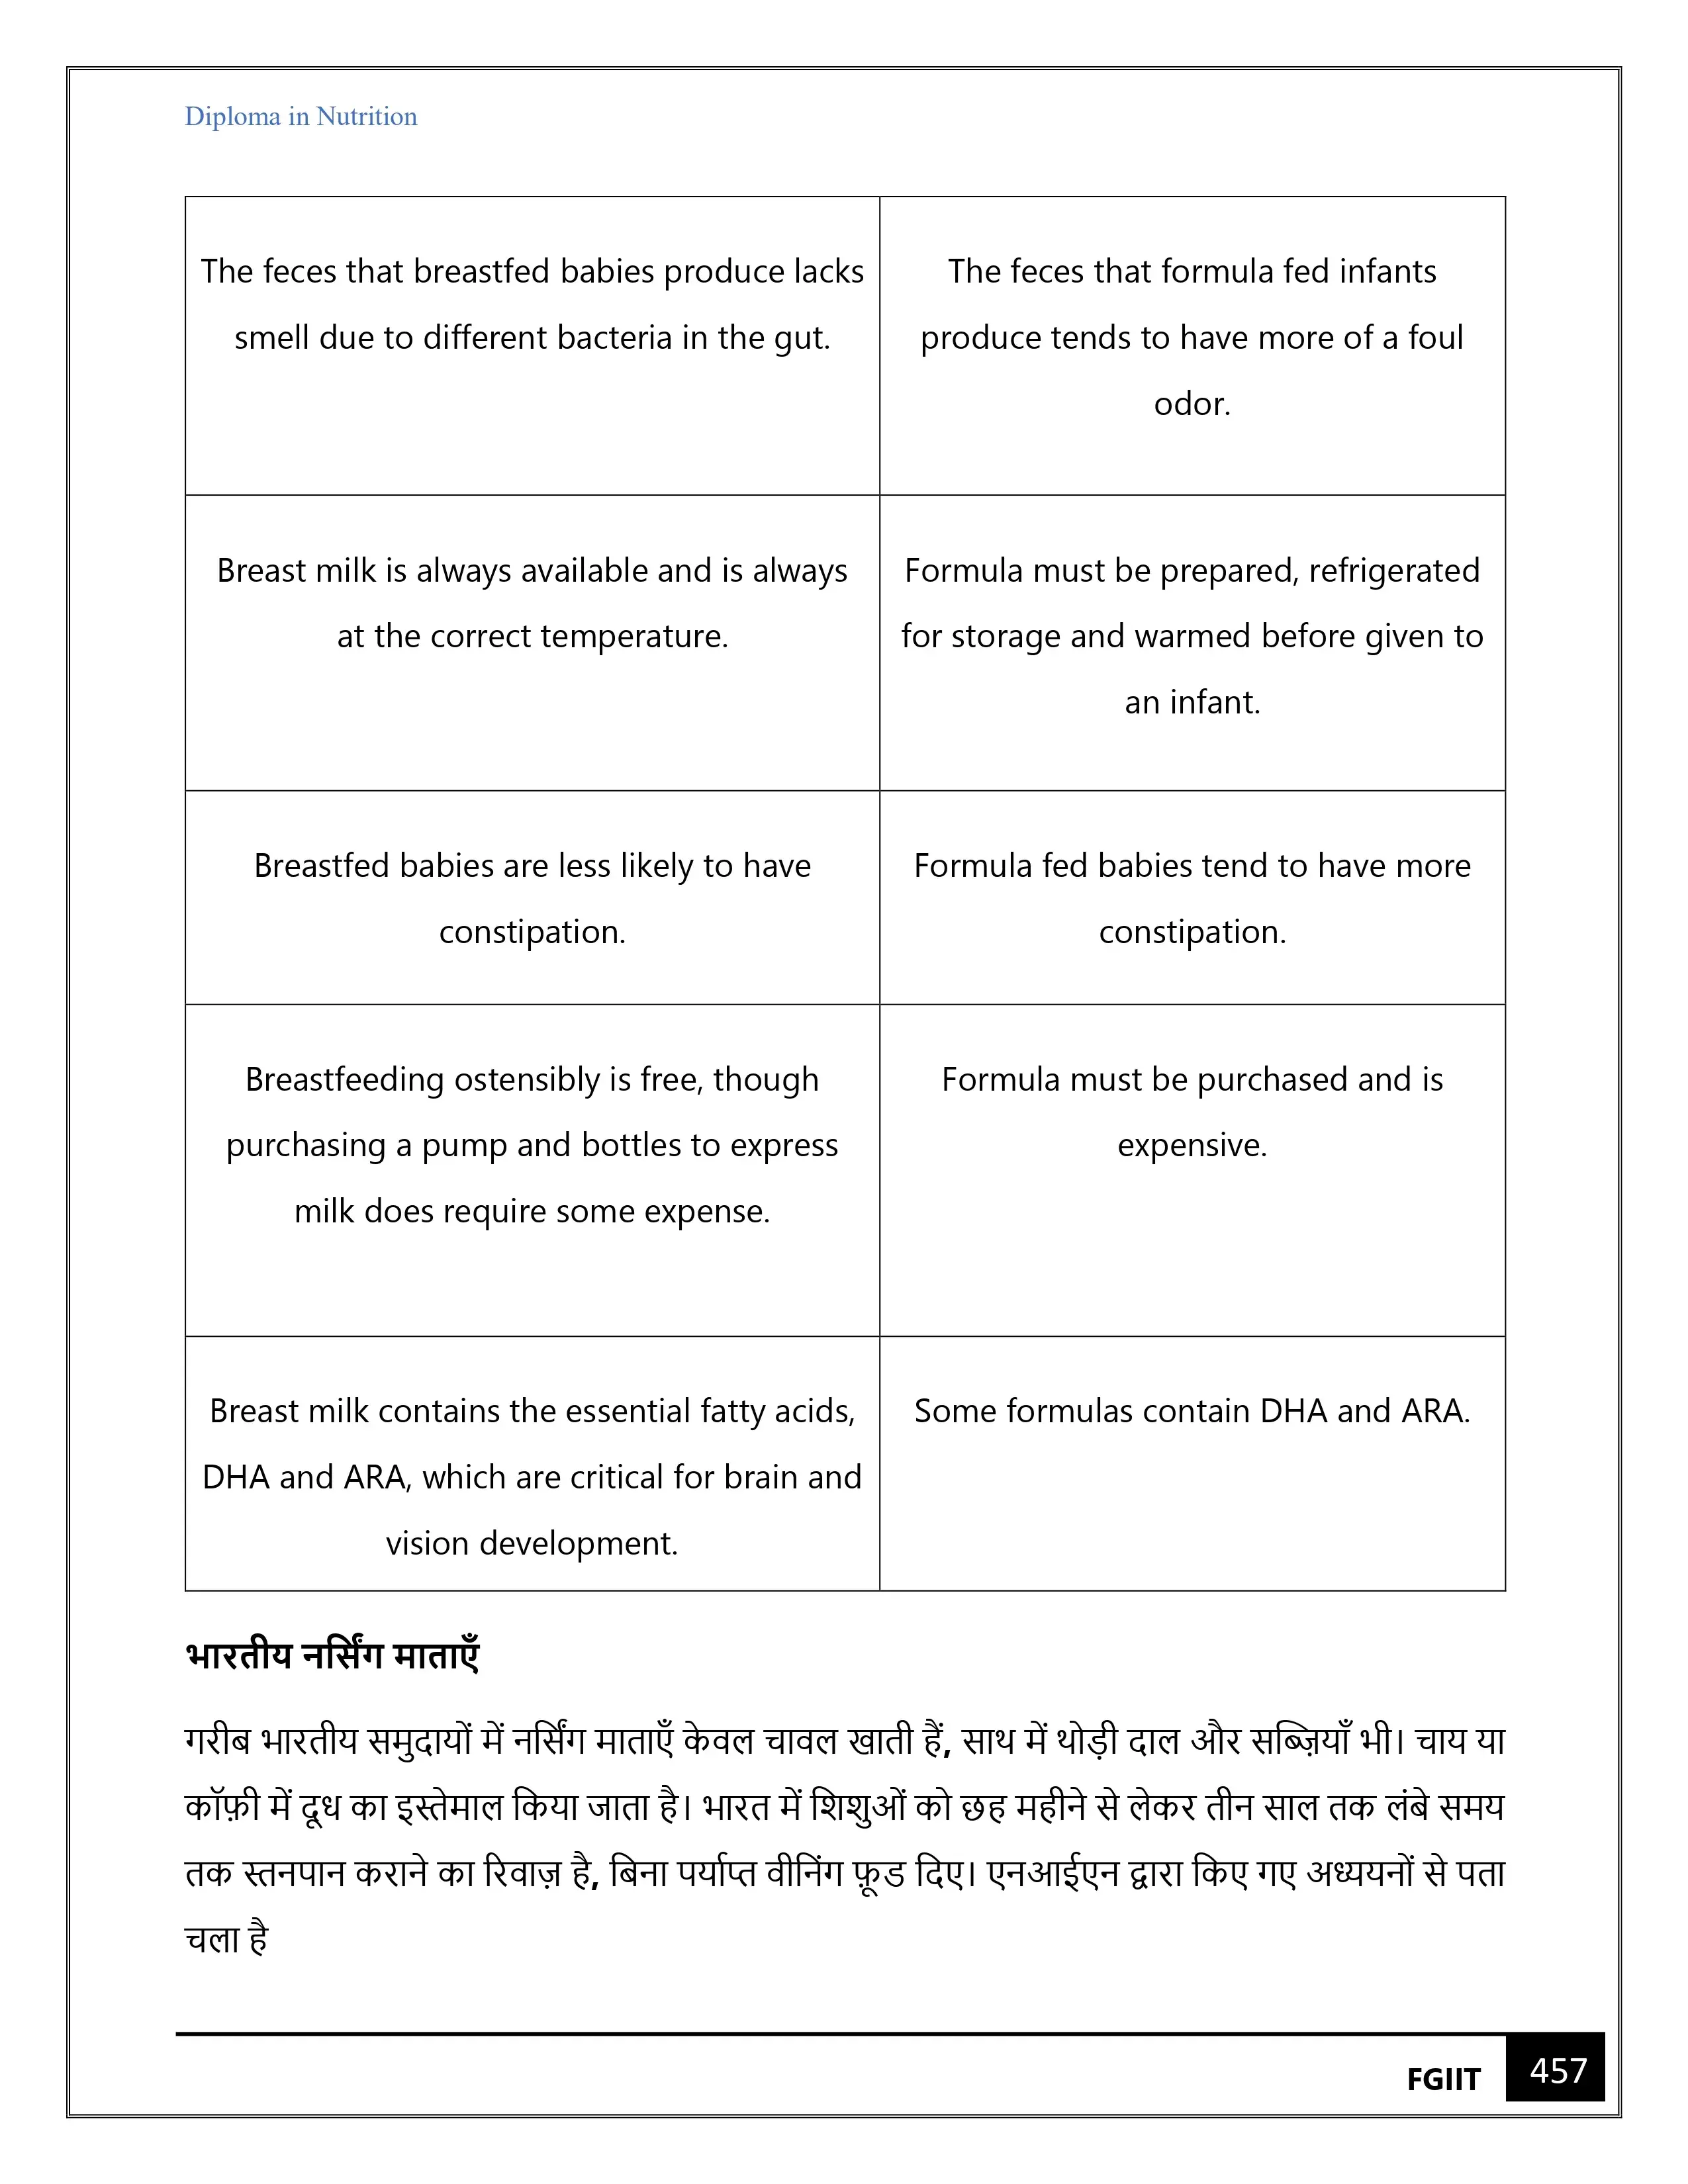 Diploma in Nutrition
The feces that breastfed babies produce lacks
smell due to different bacteria in the gut.
The feces that formula fed infants
produce tends to have more of a foul
odor.
Breast milk is always available and is always
at the correct temperature.
Formula must be prepared, refrigerated
for storage and warmed before given to
an infant.
Breastfed babies are less likely to have
constipation.
Formula fed babies tend to have more
constipation.
Breastfeeding ostensibly is free, though
purchasing a pump and bottles to express
milk does require some expense.
Formula must be purchased and is
expensive.
Breast milk contains the essential fatty acids,
DHA and ARA, which are critical for brain and
vision development.
Some formulas contain DHA and ARA.
भारतीय नर्सिंग माताएँ
गरीब भारतीय समुदायों में नर्सिंग माताएँ केवल चावल खाती हैं, साथ में थोड़ी दाल और सब्ज़ियाँ भी। चाय या
कॉफ़ी में दूध का इस्तेमाल किया जाता है। भारत में शिशुओं को छह महीने से लेकर तीन साल तक लंबे समय
तक स्तनपान कराने का रिवाज़ है, बिना पर्याप्त वीनिंग फ़ूड दिए। एनआईएन द्वारा किए गए अध्ययनों से पता
चला है
FGIIT
457